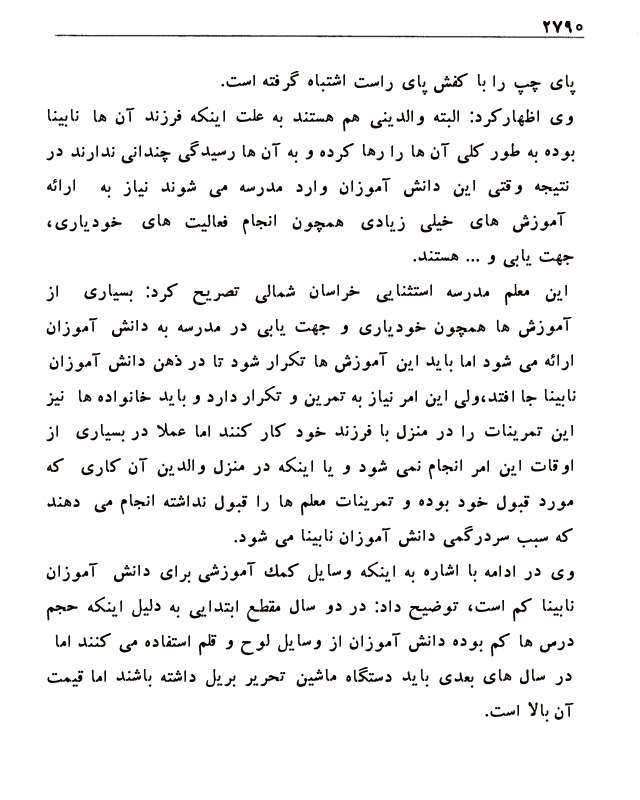 ۲۷۹۰
پای چپ را با کفش پای راست اشتباه گرفته است.
وی اظهارکرد: البته والدینی هم هستند به علت اینکه فرزند آن ها نابینا
بوده به طور کلی آن ها را رها کرده و به آن ها رسیدگی چندانی ندارند در
نتیجه وقتی این دانش آموزان وارد مدرسه می شوند نیاز به ارائه
آموزش های خیلی زیادی همچون انجام فعالیت های خودیاری،
جهت یابی و ... هستند.
این معلم مدرسه استثنایی خراسان شمالی تصریح کرد: بسیاری از
آموزش ها همچون خودیاری و جهت یابی در مدرسه به دانش آموزان
ارائه می شود اما باید این آموزش ها تکرار شود تا در ذهن دانش آموزان
نابینا جا افتد،ولی این امر نیاز به تمرین و تکرار دارد و باید خانواده ها نیز
این تمرینات را در منزل با فرزند خود کار کنند اما عملا در بسیاری از
اوقات این امر انجام نمی شود و یا اینکه در منزل والدین آن کاری که
مورد قبول خود بوده و تمرینات معلم ها را قبول نداشته انجام می دهند
که سبب سردرگمی دانش آموزان نابینا می شود.
وی در ادامه با اشاره به اینکه وسایل کمك آموزشی برای دانش آموزان
نابینا کم است، توضیح داد: در دو سال مقطع ابتدایی به دلیل اینکه حجم
درس ها کم بوده دانش آموزان از وسایل لوح و قلم استفاده می کنند اما
در سال های بعدی باید دستگاه ماشین تحریر بریل داشته باشند اما قیمت
آن بالا است.